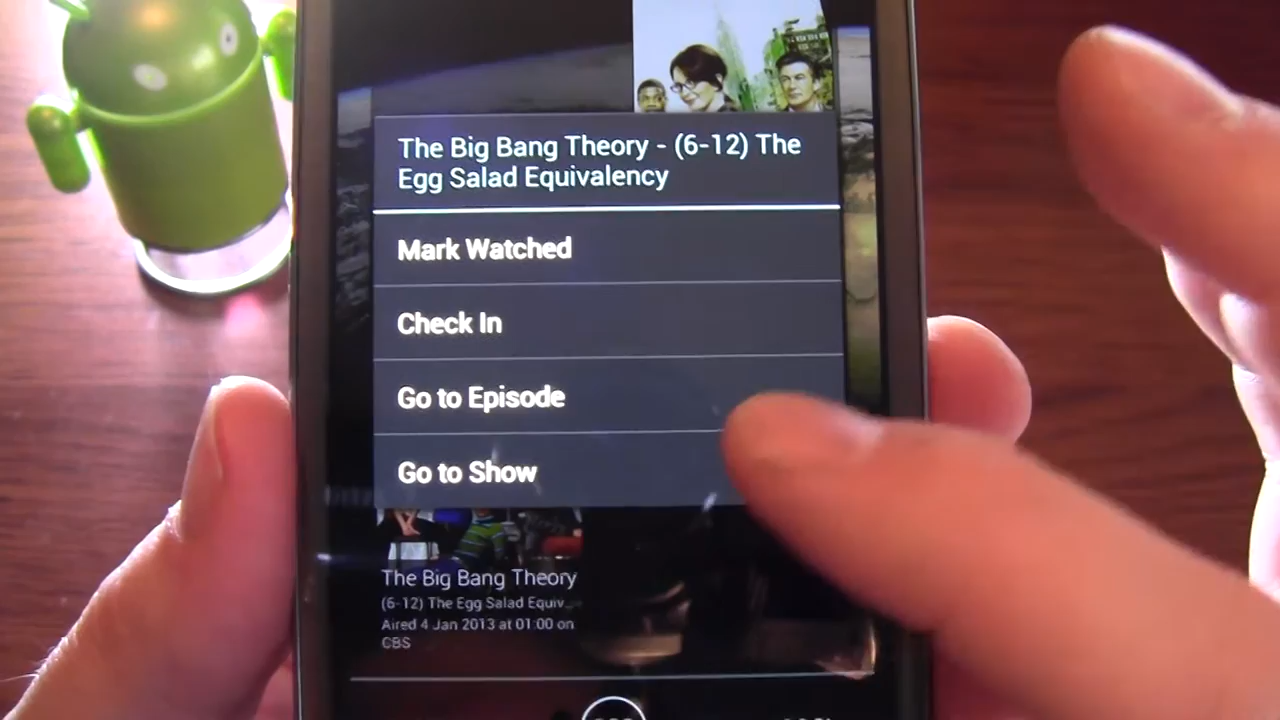 The Big Bang Theory - (6-12) The
Egg Salad Equivalency
Mark Watched
Check In
Go to Episode
Go to Show
The Big Bang Theory
(6-12) The Egg Salad Equiv...
Aired 4 Jan 2013 at 01:00 on
CBS